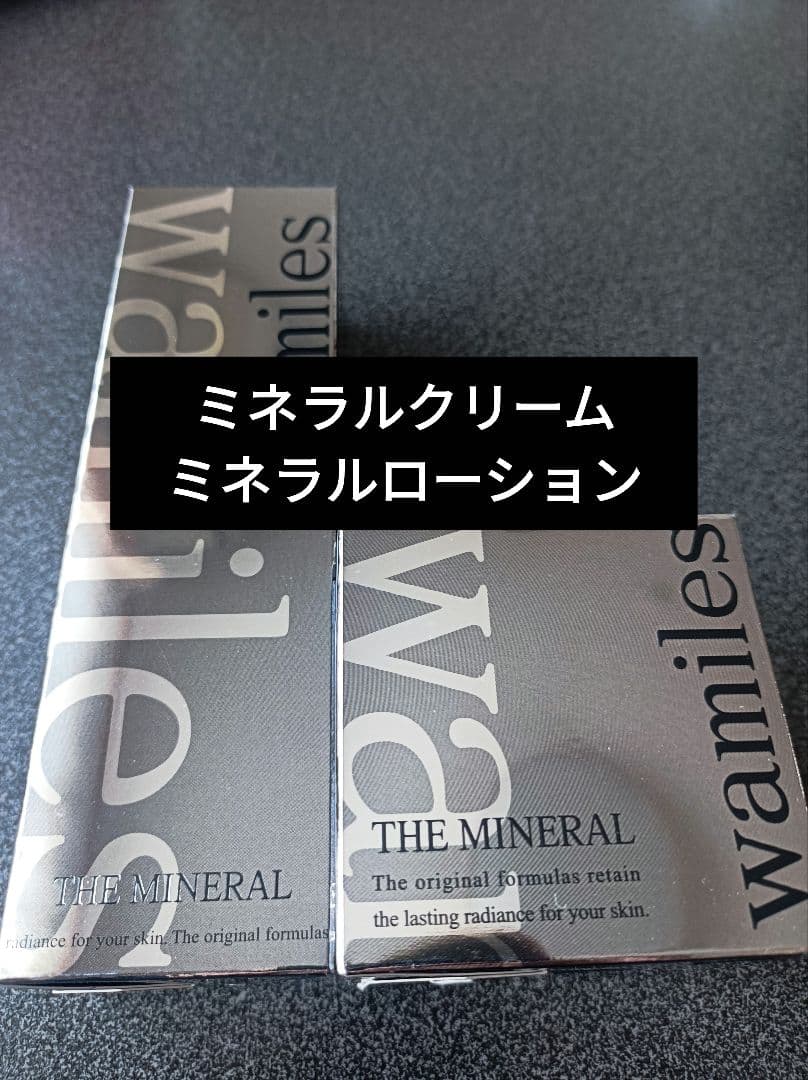 wamiles
miles
ミネラルクリーム
ミネラルローション
THE MINERAL
radiance for your skin. The original formulas
wa
wamiles
THE MINERAL
The original formulas retain
the lasting radiance for your skin.